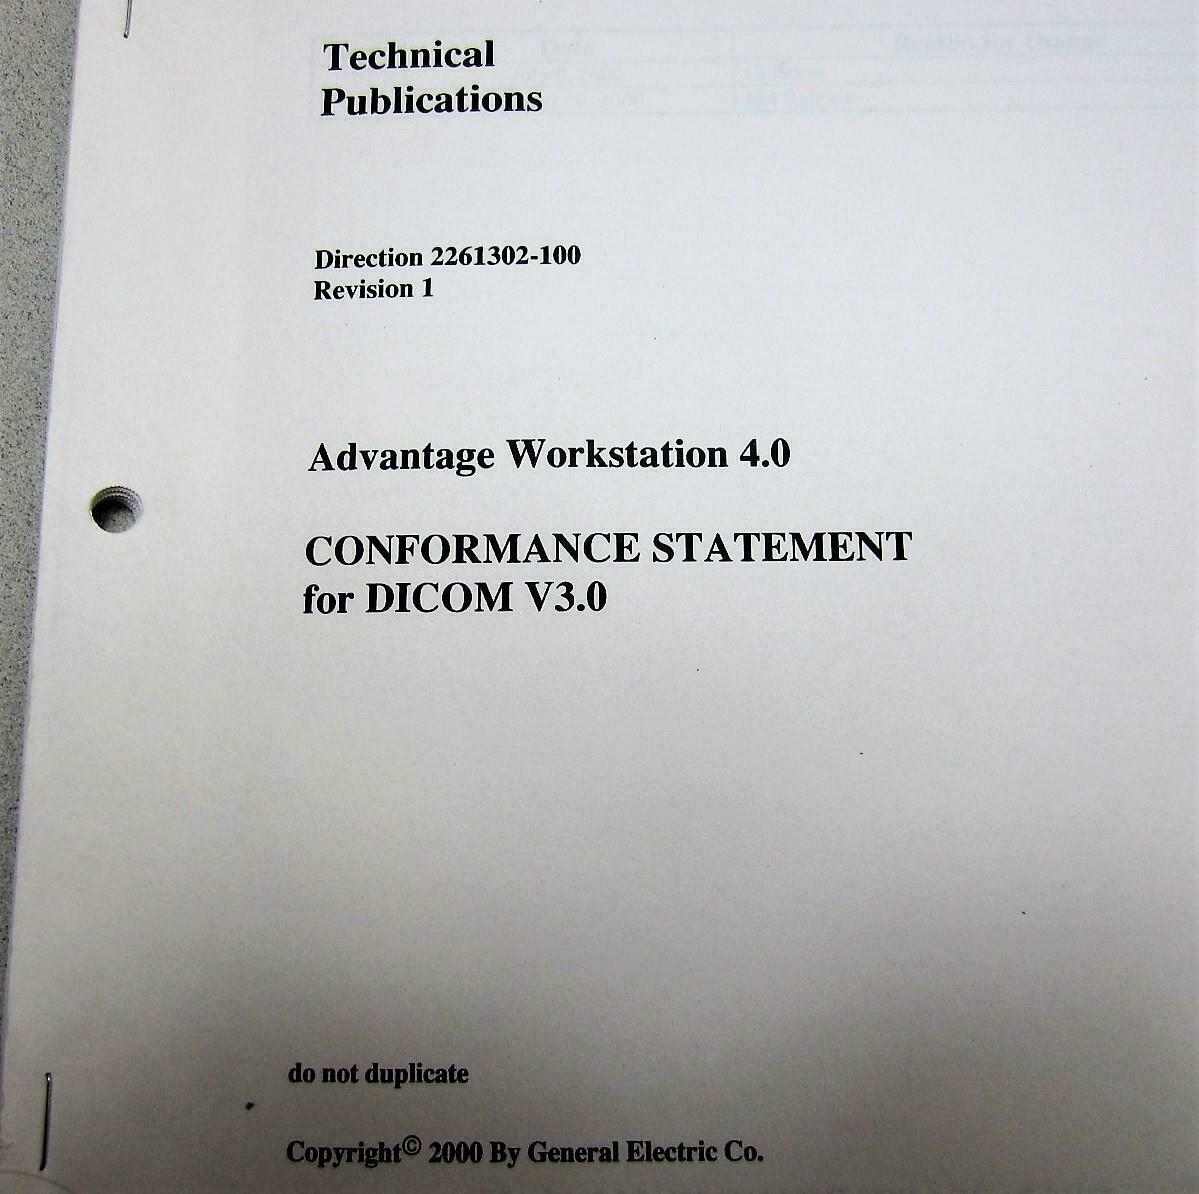 Technical
Publications
Direction 2261302-100
Revision 1
Advantage Workstation 4.0
CONFORMANCE STATEMENT
for DICOM V3.0
do not duplicate
Copyright© 2000 By General Electric Co.